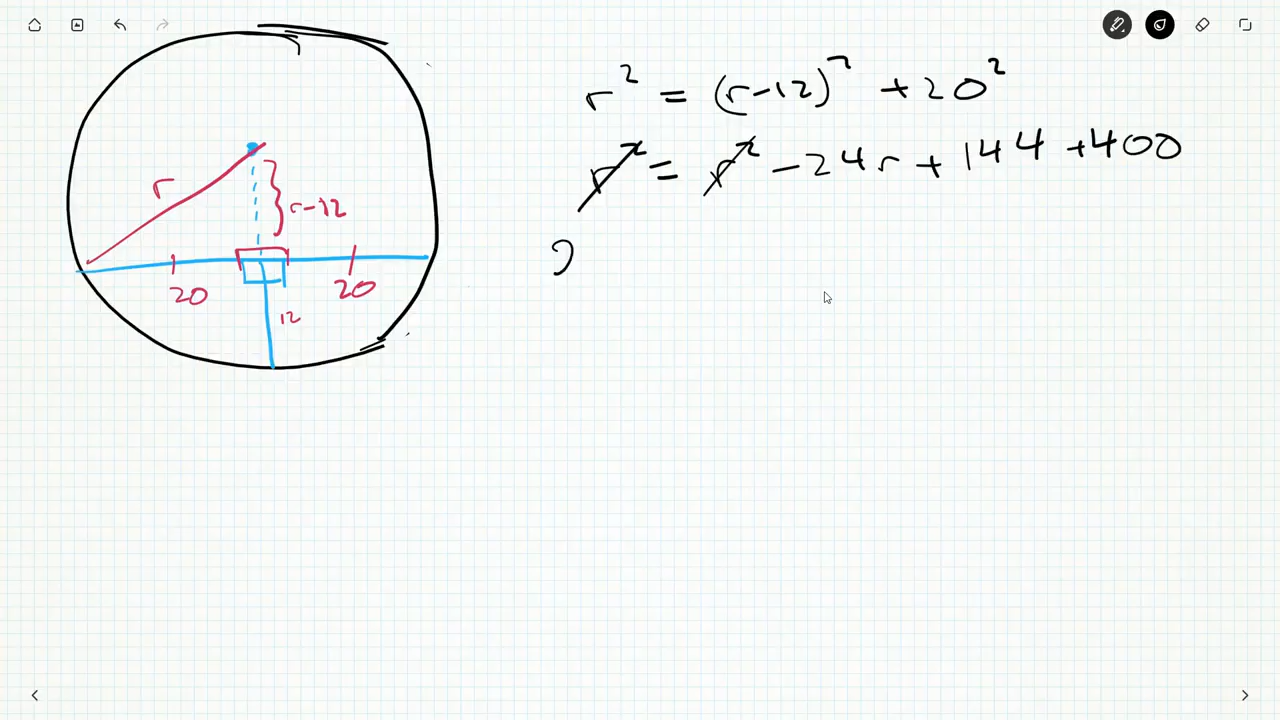 r² = (r-12)² + 20²
r² = r² - 24r + 144 + 400
r
r-12
20
20
12